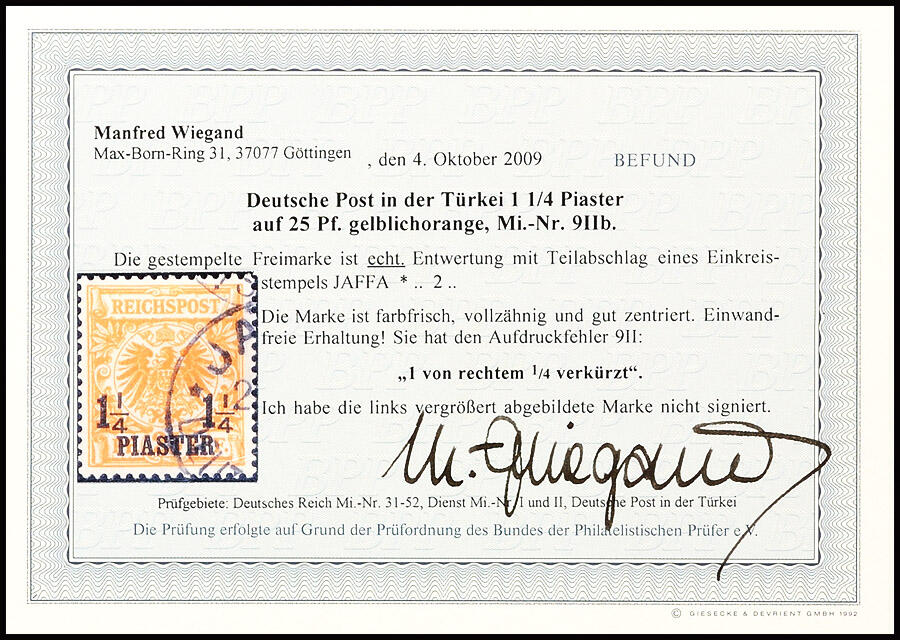 Manfred Wiegand
Max-Born-Ring 31, 37077 Göttingen , den 4. Oktober 2009 BEFUND
Deutsche Post in der Türkei 1 1/4 Piaster
auf 25 Pf. gelblichorange, Mi.-Nr. 9IIb.
Die gestempelte Freimarke ist echt. Entwertung mit Teilabschlag eines Einkreis-
stempels JAFFA * .. 2 ..
Die Marke ist farbfrisch, vollzähnig und gut zentriert. Einwand-
freie Erhaltung! Sie hat den Aufdruckfehler 9II:
„1 von rechtem 1/4 verkürzt“.
Ich habe die links vergrößert abgebildete Marke nicht signiert.
REICHSPOST
JA
2
1 1/4 1 1/4
PIASTER
M. Wiegand
Prüfgebiete: Deutsches Reich Mi.-Nr. 31-52, Dienst Mi.-Nr. I und II, Deutsche Post in der Türkei
Die Prüfung erfolgte auf Grund der Prüfordnung des Bundes der Philatelistischen Prüfer e.V.
© GIESECKE & DEVRIENT GMBH 1992